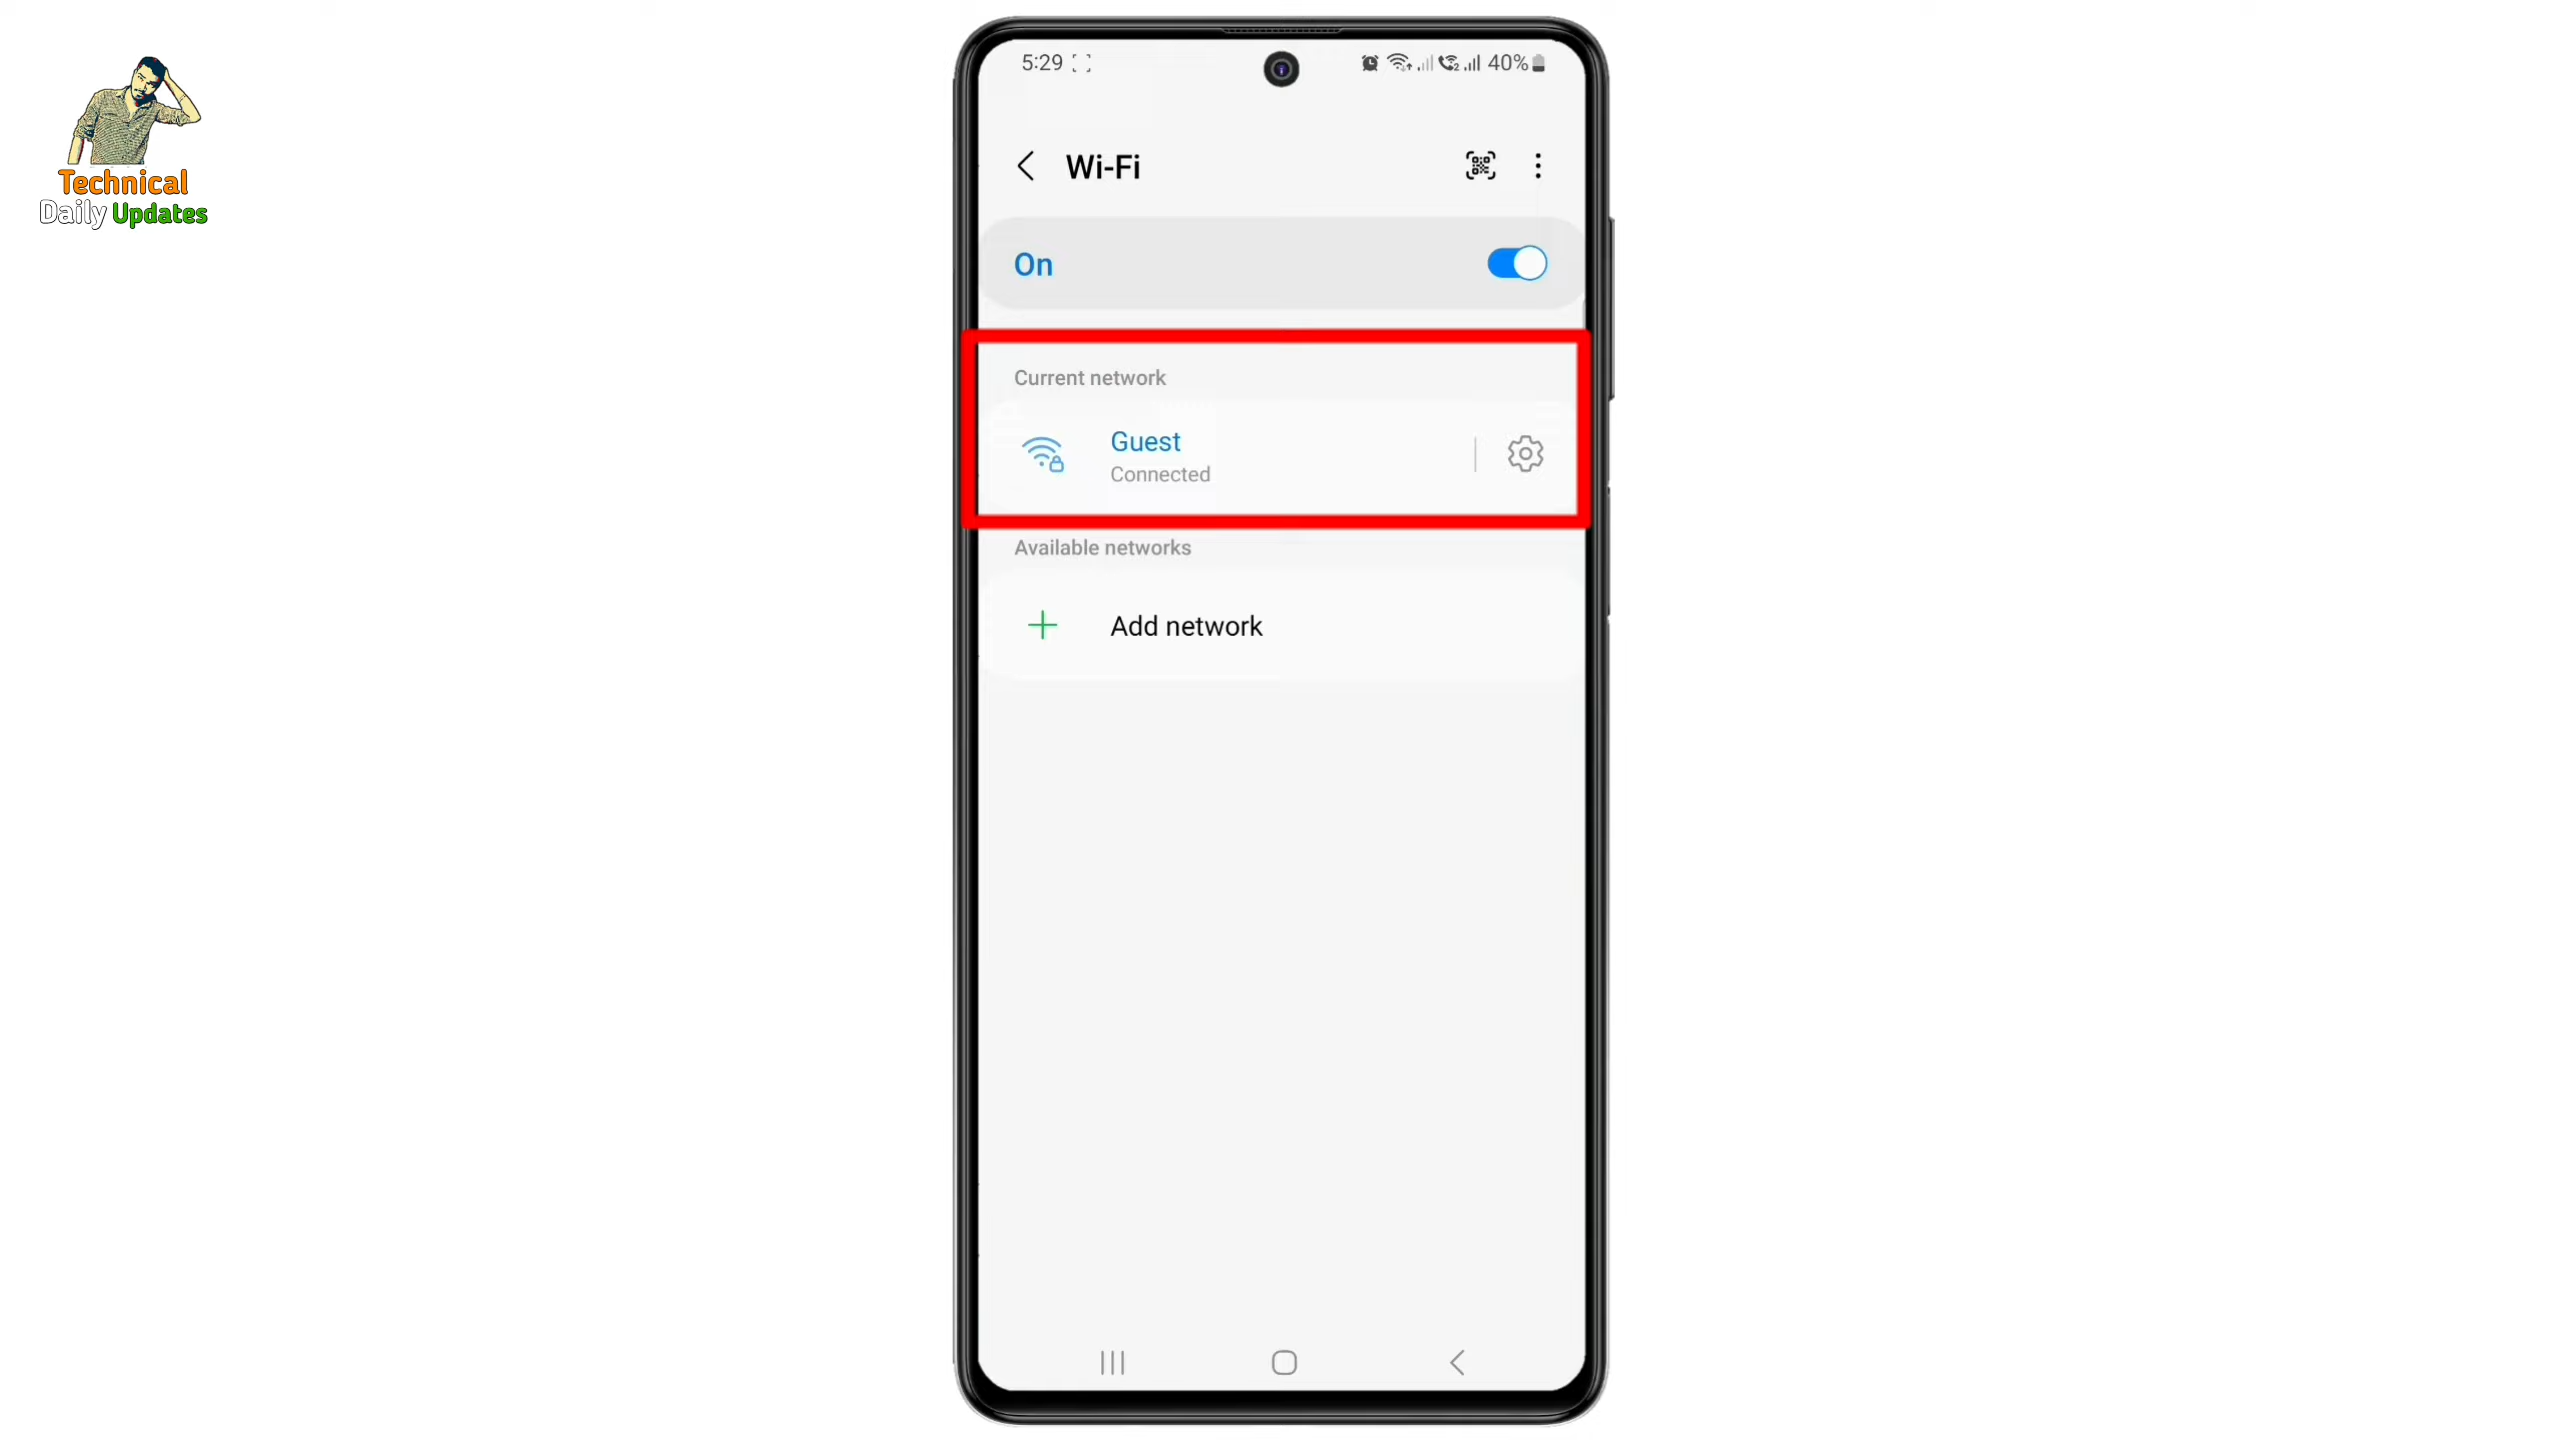 Technical
Daily Updates
5:29
40%
Wi-Fi
On
Current network
Guest
Connected
Available networks
Add network